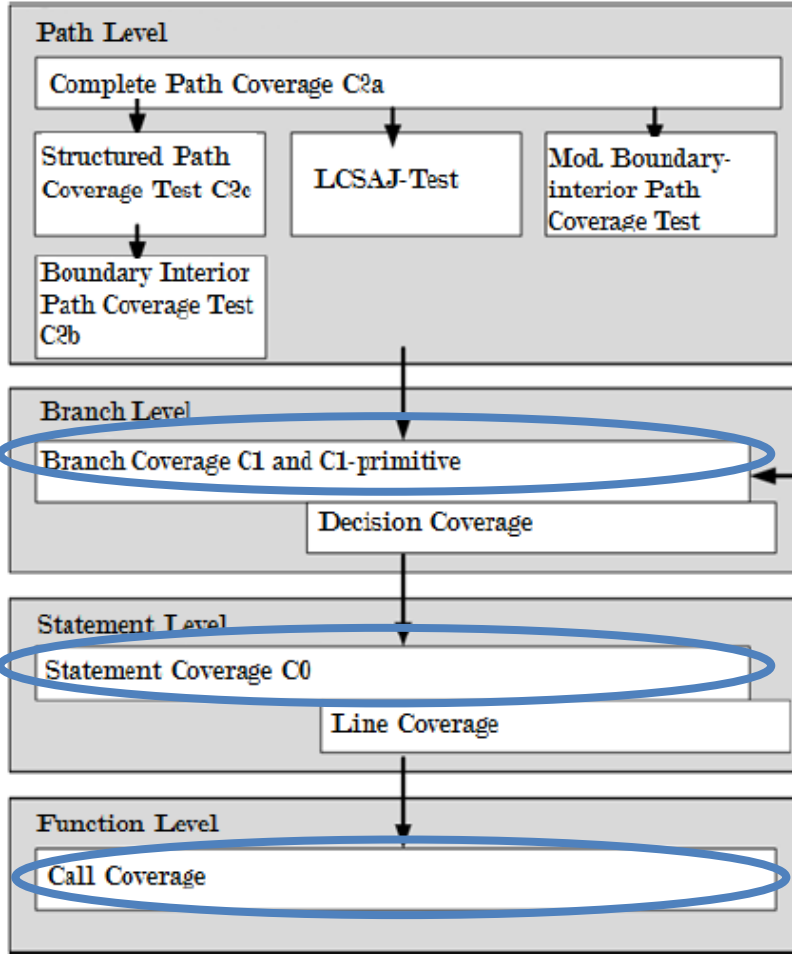 Path Level
Complete Path Coverage C2a
Structured Path
Coverage Test C2c
LCSAJ-Test
Mod. Boundary-
interior Path
Coverage Test
Boundary Interior
Path Coverage Test
C2b
Branch Level
Branch Coverage C1 and C1-primitive
Decision Coverage
Statement Level
Statement Coverage C0
Line Coverage
Function Level
Call Coverage